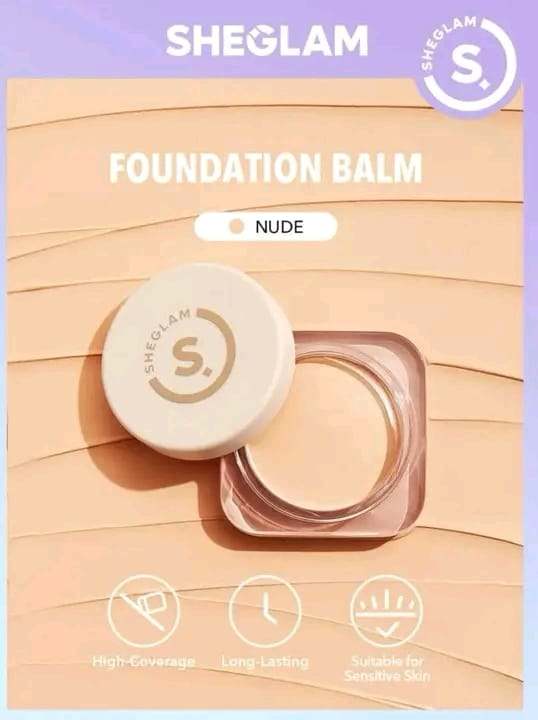 SHEGLAM
SHEGLAM
S.
FOUNDATION BALM
NUDE
SHEGLAM
S.
High-Coverage
Long-Lasting
Suitable for
Sensitive Skin